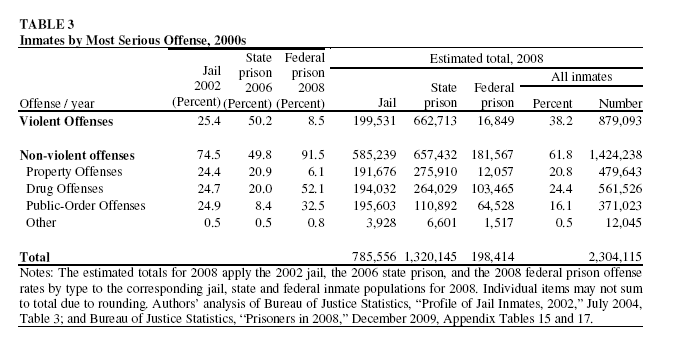 TABLE 3
Inmates by Most Serious Offense, 2000s
State Federal Estimated total, 2008
Jail prison prison All inmates
2002 2006 2008 State Federal
Offense / year (Percent) (Percent) (Percent) Jail prison prison Percent Number
Violent Offenses 25.4 50.2 8.5 199,531 662,713 16,849 38.2 879,093
Non-violent offenses 74.5 49.8 91.5 585,239 657,432 181,567 61.8 1,424,238
Property Offenses 24.4 20.9 6.1 191,676 275,910 12,057 20.8 479,643
Drug Offenses 24.7 20.0 52.1 194,032 264,029 103,465 24.4 561,526
Public-Order Offenses 24.9 8.4 32.5 195,603 110,892 64,528 16.1 371,023
Other 0.5 0.5 0.8 3,928 6,601 1,517 0.5 12,045
Total 785,556 1,320,145 198,414 2,304,115
Notes: The estimated totals for 2008 apply the 2002 jail, the 2006 state prison, and the 2008 federal prison offense
rates by type to the corresponding jail, state and federal inmate populations for 2008. Individual items may not sum
to total due to rounding. Authors' analysis of Bureau of Justice Statistics, "Profile of Jail Inmates, 2002," July 2004,
Table 3; and Bureau of Justice Statistics, "Prisoners in 2008," December 2009, Appendix Tables 15 and 17.